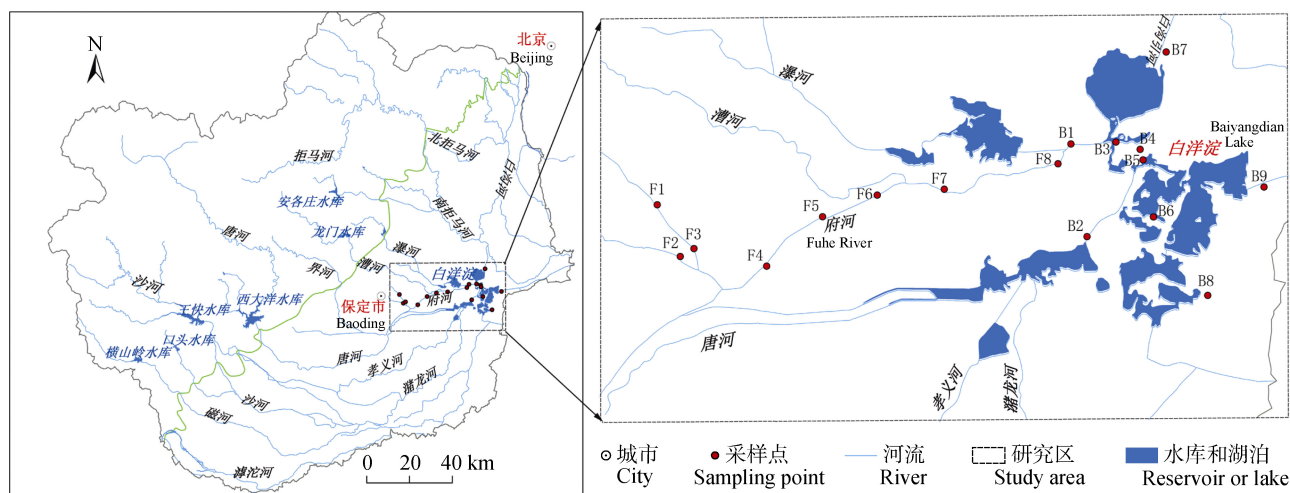 N
北京
Beijing
北拒马河
拒马河
白沟引河
安各庄水库
南拒马河
唐河
龙门水库
瀑河
界河
漕河
白洋淀
沙河
西大洋水库
王快水库
保定市
Baoding
府河
口头水库
横山岭水库
唐河
孝义河
潴龙河
沙河
磁河
滹沱河
0 20 40 km
白沟引河
B7
瀑河
漕河
B1
B3
B4
Baiyangdian
Lake
白洋淀
B5
F8
B9
F7
F6
F1
F5
府河
Fuhe River
B6
B2
F3
F2
F4
B8
唐河
孝义河
潴龙河
城市
City
采样点
Sampling point
河流
River
研究区
Study area
水库和湖泊
Reservoir or lake